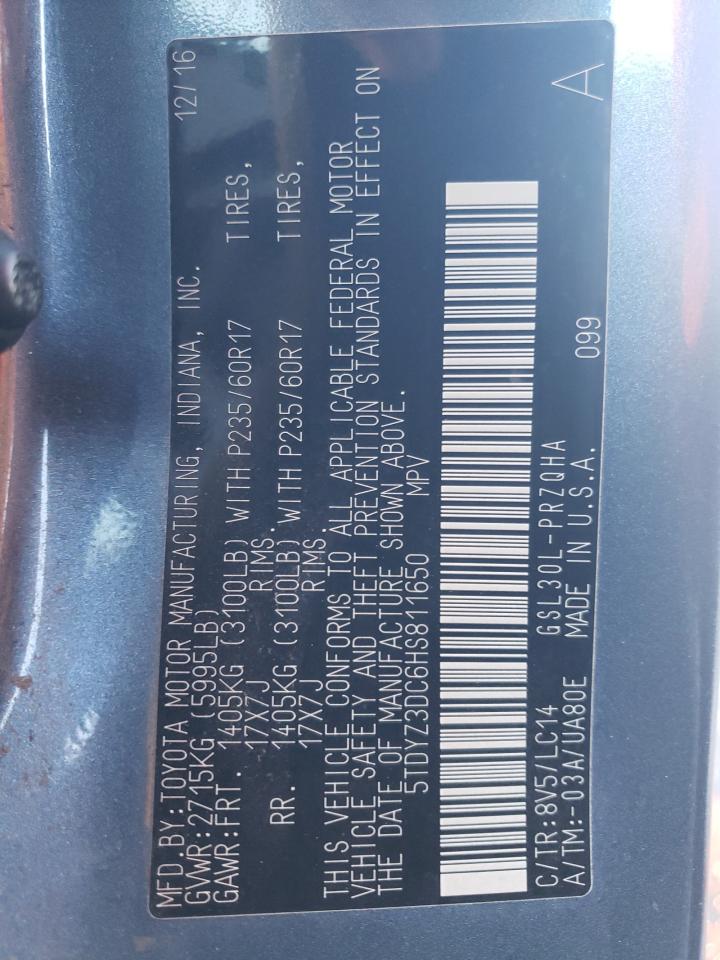 MFD.BY:TOYOTA MOTOR MANUFACTURING, INDIANA, INC. 12/16
GVWR:2715KG (5995LB)
GAWR:FRT. 1405KG (3100LB) WITH P235/60R17 TIRES,
17X7J RIMS.
RR. 1405KG (3100LB) WITH P235/60R17 TIRES,
17X7J RIMS.
THIS VEHICLE CONFORMS TO ALL APPLICABLE FEDERAL MOTOR
VEHICLE SAFETY AND THEFT PREVENTION STANDARDS IN EFFECT ON
THE DATE OF MANUFACTURE SHOWN ABOVE.
5TDYZ3DC6HS811650 MPV
C/TR:8V5/LC14 GSL30L-PRZQHA
A/TM:-03A/UA80E MADE IN U.S.A. 099 A